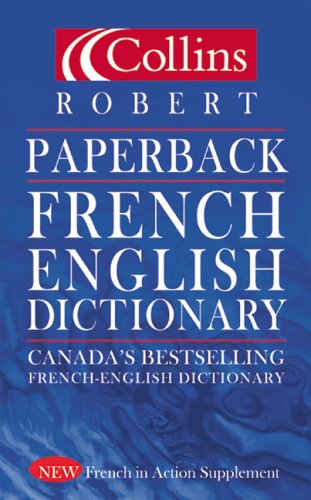 Collins
ROBERT
PAPERBACK
FRENCH
ENGLISH
DICTIONARY
CANADA'S BESTSELLING
FRENCH-ENGLISH DICTIONARY
NEW French in Action Supplement